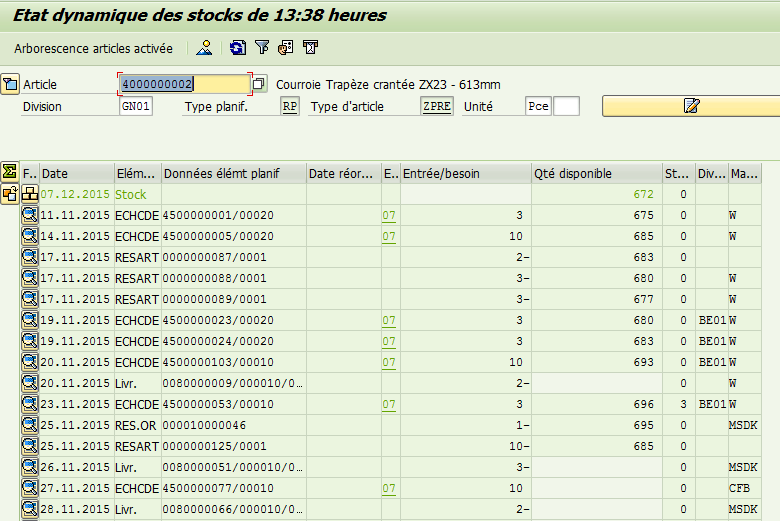 Etat dynamique des stocks de 13:38 heures
Arborescence articles activée
Article 4000000002 Courroie Trapèze crantée ZX23 - 613mm
Division GN01 Type planif. RP Type d'article ZPRE Unité Pce
F.. Date Elém... Données élémt planif Date réor... E.. Entrée/besoin Qté disponible St... Div... Ma...
07.12.2015 Stock 672 0
11.11.2015 ECHCDE 4500000001/00020 07 3 675 0 W
14.11.2015 ECHCDE 4500000005/00020 07 10 685 0 W
17.11.2015 RESART 0000000087/0001 2- 683 0
17.11.2015 RESART 0000000088/0001 3- 680 0 W
17.11.2015 RESART 0000000089/0001 3- 677 0 W
19.11.2015 ECHCDE 4500000023/00020 07 3 680 0 BE01 W
19.11.2015 ECHCDE 4500000024/00020 07 3 683 0 BE01 W
20.11.2015 ECHCDE 4500000103/00010 07 10 693 0 BE01 W
20.11.2015 Livr. 0080000009/000010/0... 2- 0 W
23.11.2015 ECHCDE 4500000053/00010 07 3 696 3 BE01 W
25.11.2015 RES.OR 000010000046 1- 695 0 MSDK
25.11.2015 RESART 0000000125/0001 10- 685 0
26.11.2015 Livr. 0080000051/000010/0... 3- 0 MSDK
27.11.2015 ECHCDE 4500000077/00010 07 10 0 CFB
28.11.2015 Livr. 0080000066/000010/0... 2- 0 MSDK